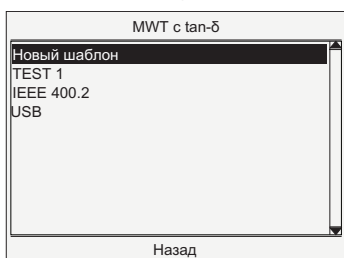 MWT c tan-δ
Новый шаблон
TEST 1
IEEE 400.2
USB
Назад